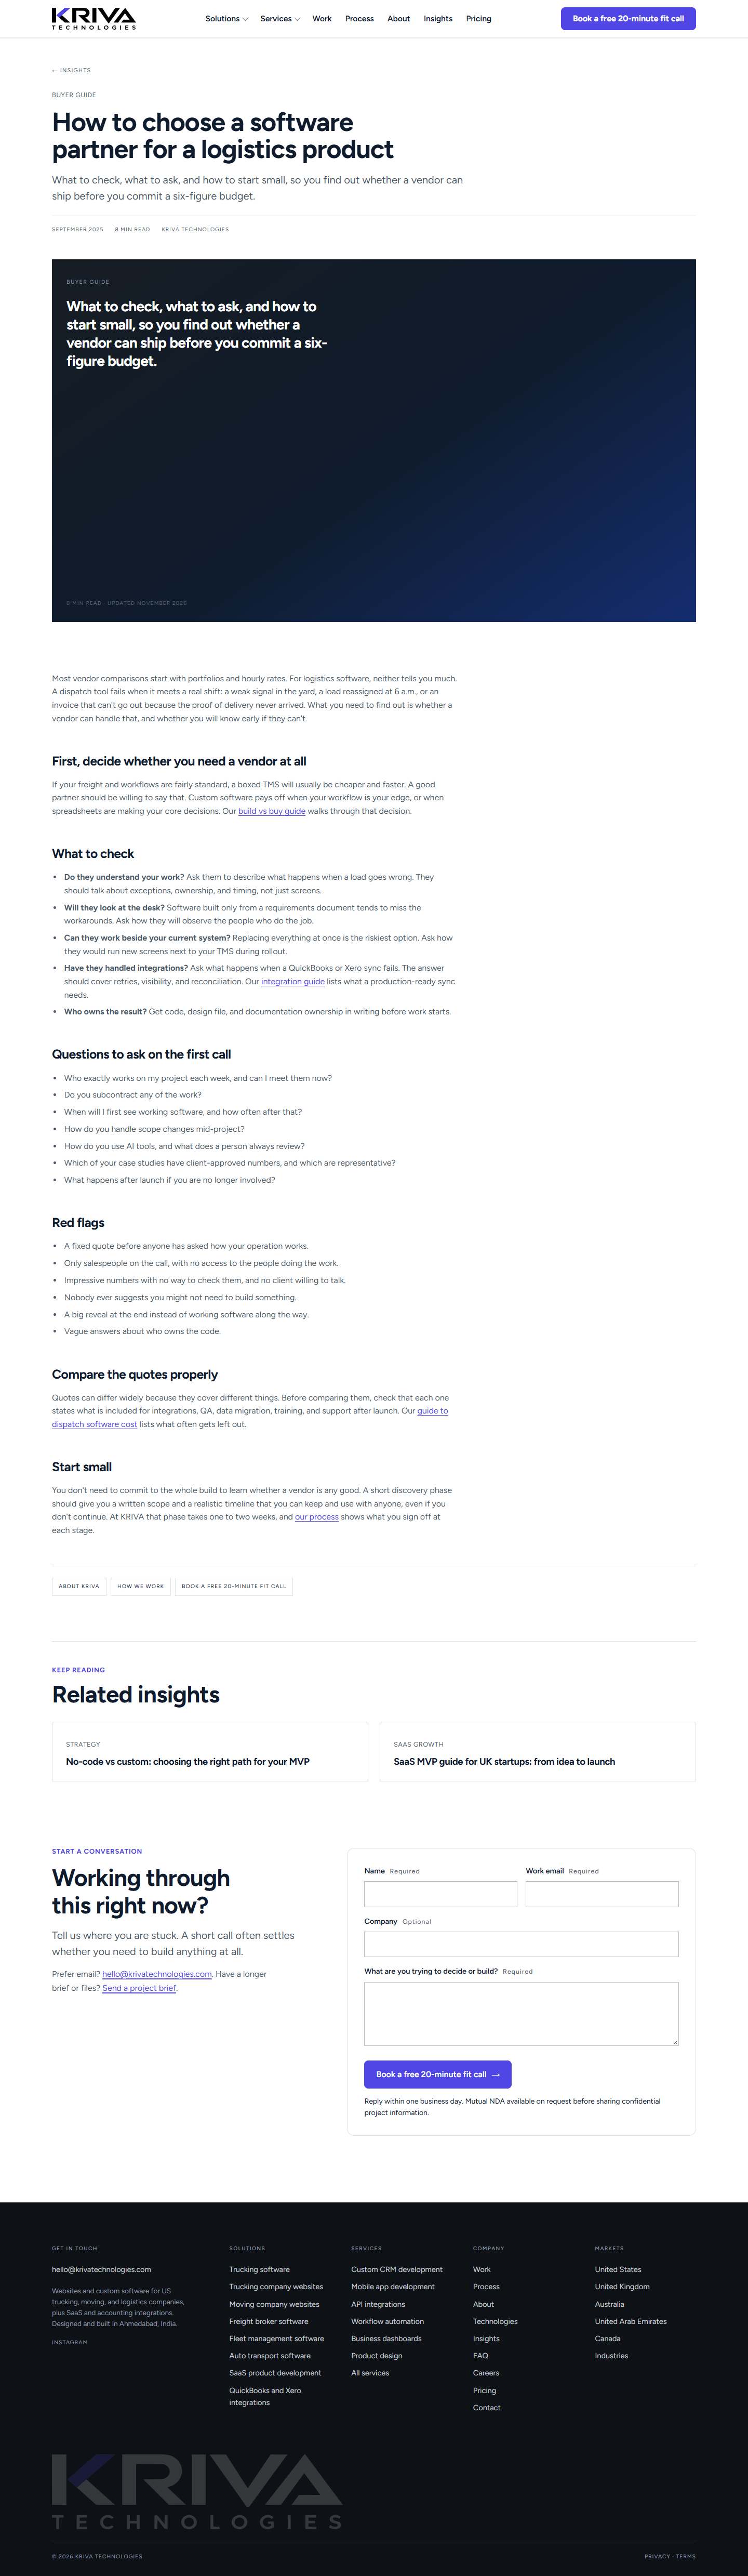 KRIVA
TECHNOLOGIES
Solutions
Services
Work
Process
About
Insights
Pricing
Book a free 20-minute fit call
← INSIGHTS
BUYER GUIDE
How to choose a software
partner for a logistics product
What to check, what to ask, and how to start small, so you find out whether a vendor can
ship before you commit a six-figure budget.
SEPTEMBER 2025 8 MIN READ KRIVA TECHNOLOGIES
BUYER GUIDE
What to check, what to ask, and how to
start small, so you find out whether a
vendor can ship before you commit a six-
figure budget.
8 MIN READ · UPDATED NOVEMBER 2025
Most vendor comparisons start with portfolios and hourly rates. For logistics software, neither tells you much.
A dispatch tool fails when it meets a real shift: a weak signal in the yard, a load reassigned at 6 a.m., or an
invoice that can't go out because the proof of delivery never arrived. What you need to find out is whether a
vendor can handle that, and whether you will know early if they can't.
First, decide whether you need a vendor at all
If your freight and workflows are fairly standard, a boxed TMS will usually be cheaper and faster. A good
partner should be willing to say that. Custom software pays off when your workflow is your edge, or when
spreadsheets are making your core decisions. Our build vs buy guide walks through that decision.
What to check
• Do they understand your work? Ask them to describe what happens when a load goes wrong. They
should talk about exceptions, ownership, and timing, not just screens.
• Will they look at the desk? Software built only from a requirements document tends to miss the
workarounds. Ask how they will observe the people who do the job.
• Can they work beside your current system? Replacing everything at once is the riskiest option. Ask how
they would run new screens next to your TMS during rollout.
• Have they handled integrations? Ask what happens when a QuickBooks or Xero sync fails. The answer
should cover retries, visibility, and reconciliation. Our integration guide lists what a production-ready sync
needs.
• Who owns the result? Get code, design file, and documentation ownership in writing before work starts.
Questions to ask on the first call
• Who exactly works on my project each week, and can I meet them now?
• Do you subcontract any of the work?
• When will I first see working software, and how often after that?
• How do you handle scope changes mid-project?
• How do you use AI tools, and what does a person always review?
• Which of your case studies have client-approved numbers, and which are representative?
• What happens after launch if you are no longer involved?
Red flags
• A fixed quote before anyone has asked how your operation works.
• Only salespeople on the call, with no access to the people doing the work.
• Impressive numbers with no way to check them, and no client willing to talk.
• Nobody ever suggests you might not need to build something.
• A big reveal at the end instead of working software along the way.
• Vague answers about who owns the code.
Compare the quotes properly
Quotes can differ widely because they cover different things. Before comparing them, check that each one
states what is included for integrations, QA, data migration, training, and support after launch. Our guide to
dispatch software cost lists what often gets left out.
Start small
You don't need to commit to the whole build to learn whether a vendor is any good. A short discovery phase
should give you a written scope and a realistic timeline that you can keep and use with anyone, even if you
don't continue. At KRIVA that phase takes one to two weeks, and our process shows what you sign off at
each stage.
ABOUT KRIVA
HOW WE WORK
BOOK A FREE 20-MINUTE FIT CALL
KEEP READING
Related insights
STRATEGY
No-code vs custom: choosing the right path for your MVP
SAAS GROWTH
SaaS MVP guide for UK startups: from idea to launch
START A CONVERSATION
Working through
this right now?
Tell us where you are stuck. A short call often settles
whether you need to build anything at all.
Prefer email? hello@krivatechnologies.com. Have a longer
brief or files? Send a project brief.
Name Required
Work email Required
Company Optional
What are you trying to decide or build? Required
Book a free 20-minute fit call →
Reply within one business day. Mutual NDA available on request before sharing confidential
project information.
GET IN TOUCH
hello@krivatechnologies.com
Websites and custom software for US
trucking, moving, and logistics companies,
plus SaaS and accounting integrations.
Designed and built in Ahmedabad, India.
INSTAGRAM
SOLUTIONS
Trucking software
Trucking company websites
Moving company websites
Freight broker software
Fleet management software
Auto transport software
SaaS product development
QuickBooks and Xero
integrations
SERVICES
Custom CRM development
Mobile app development
API integrations
Workflow automation
Business dashboards
Product design
All services
COMPANY
Work
Process
About
Technologies
Insights
FAQ
Careers
Pricing
Contact
MARKETS
United States
United Kingdom
Australia
United Arab Emirates
Canada
Industries
KRIVA
TECHNOLOGIES
© 2026 KRIVA TECHNOLOGIES
PRIVACY · TERMS